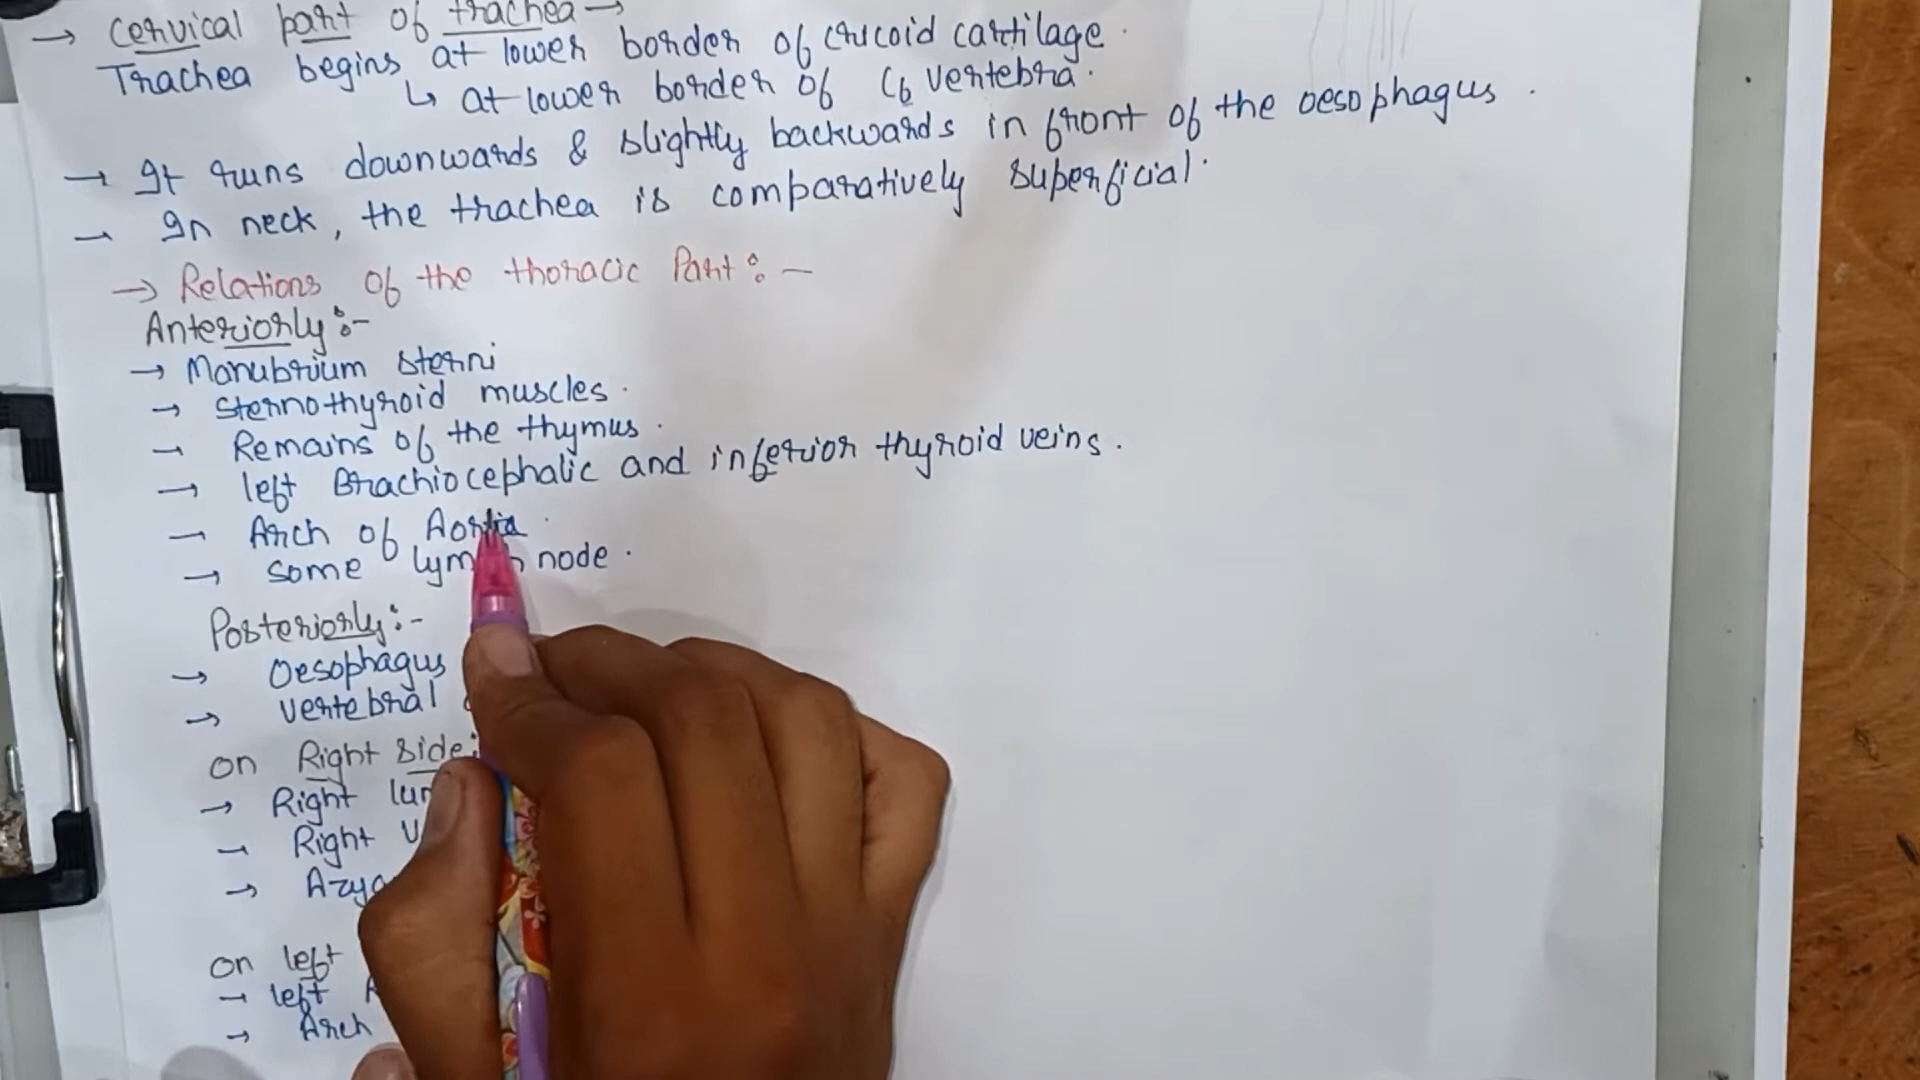 → Cervical part of trachea →
Trachea begins at lower border of cricoid cartilage.
↳ at lower border of C6 vertebra.
→ It runs downwards & slightly backwards in front of the oesophagus.
→ In neck, the trachea is comparatively superficial.
→ Relations of the thoracic Part :-
Anteriorly :-
→ Manubrium sterni
→ Sternothyroid muscles.
→ Remains of the thymus.
→ left Brachiocephalic and inferior thyroid veins.
→ Arch of Aorta.
→ some node.
Posteriorly :-
→ Oesophagus
→ vertebral
on Right side:
→ Right
→ Right
→
on left
→ left
→ Arch